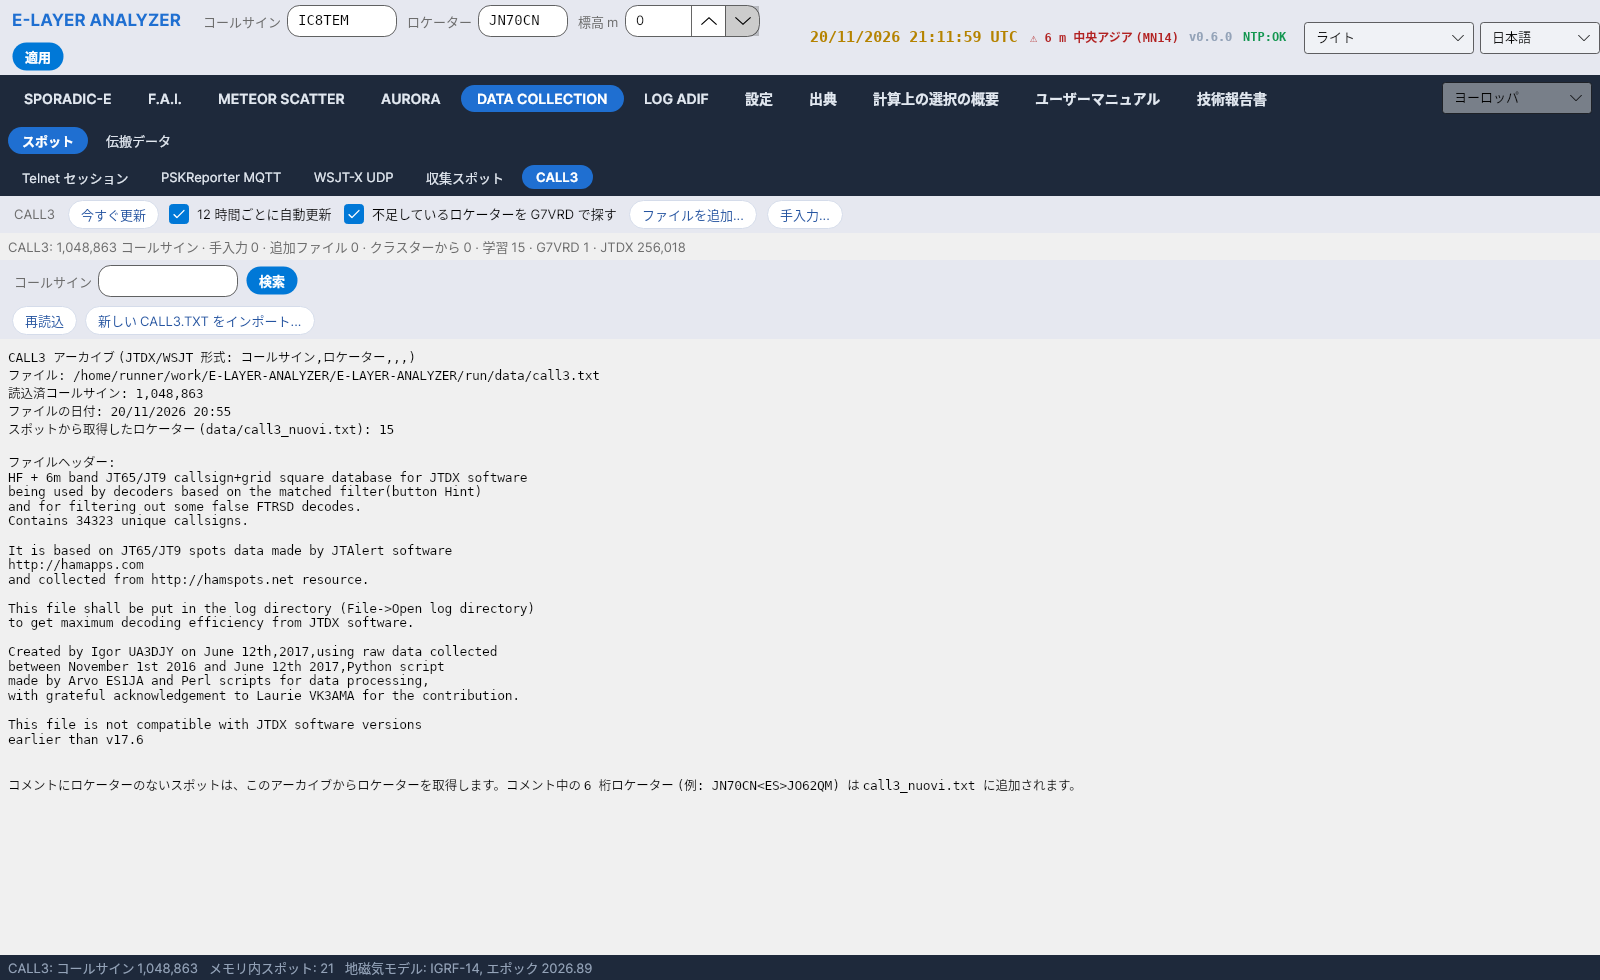 E-LAYER ANALYZER コールサイン IC8TEM ロケーター JN70CN 標高 m 0
20/11/2026 21:11:59 UTC ⚠ 6 m 中央アジア (MN14) v0.6.0 NTP:OK ライト 日本語
適用
SPORADIC-E F.A.I. METEOR SCATTER AURORA DATA COLLECTION LOG ADIF 設定 出典 計算上の選択の概要 ユーザーマニュアル 技術報告書 ヨーロッパ
スポット 伝搬データ
Telnet セッション PSKReporter MQTT WSJT-X UDP 収集スポット CALL3
CALL3 今すぐ更新 12 時間ごとに自動更新 不足しているロケーターを G7VRD で探す ファイルを追加... 手入力...
CALL3: 1,048,863 コールサイン · 手入力 0 · 追加ファイル 0 · クラスターから 0 · 学習 15 · G7VRD 1 · JTDX 256,018
コールサイン 検索
再読込 新しい CALL3.TXT をインポート...
CALL3 アーカイブ (JTDX/WSJT 形式: コールサイン,ロケーター,,,)
ファイル: /home/runner/work/E-LAYER-ANALYZER/E-LAYER-ANALYZER/run/data/call3.txt
読込済コールサイン: 1,048,863
ファイルの日付: 20/11/2026 20:55
スポットから取得したロケーター (data/call3_nuovi.txt): 15
ファイルヘッダー:
HF + 6m band JT65/JT9 callsign+grid square database for JTDX software
being used by decoders based on the matched filter(button Hint)
and for filtering out some false FTRSD decodes.
Contains 34323 unique callsigns.
It is based on JT65/JT9 spots data made by JTAlert software
http://hamapps.com
and collected from http://hamspots.net resource.
This file shall be put in the log directory (File->Open log directory)
to get maximum decoding efficiency from JTDX software.
Created by Igor UA3DJY on June 12th,2017,using raw data collected
between November 1st 2016 and June 12th 2017,Python script
made by Arvo ES1JA and Perl scripts for data processing,
with grateful acknowledgement to Laurie VK3AMA for the contribution.
This file is not compatible with JTDX software versions
earlier than v17.6
コメントにロケーターのないスポットは、このアーカイブからロケーターを取得します。コメント中の 6 桁ロケーター (例: JN70CN<ES>JO62QM) は call3_nuovi.txt に追加されます。
CALL3: コールサイン 1,048,863 メモリ内スポット: 21 地磁気モデル: IGRF-14, エポック 2026.89